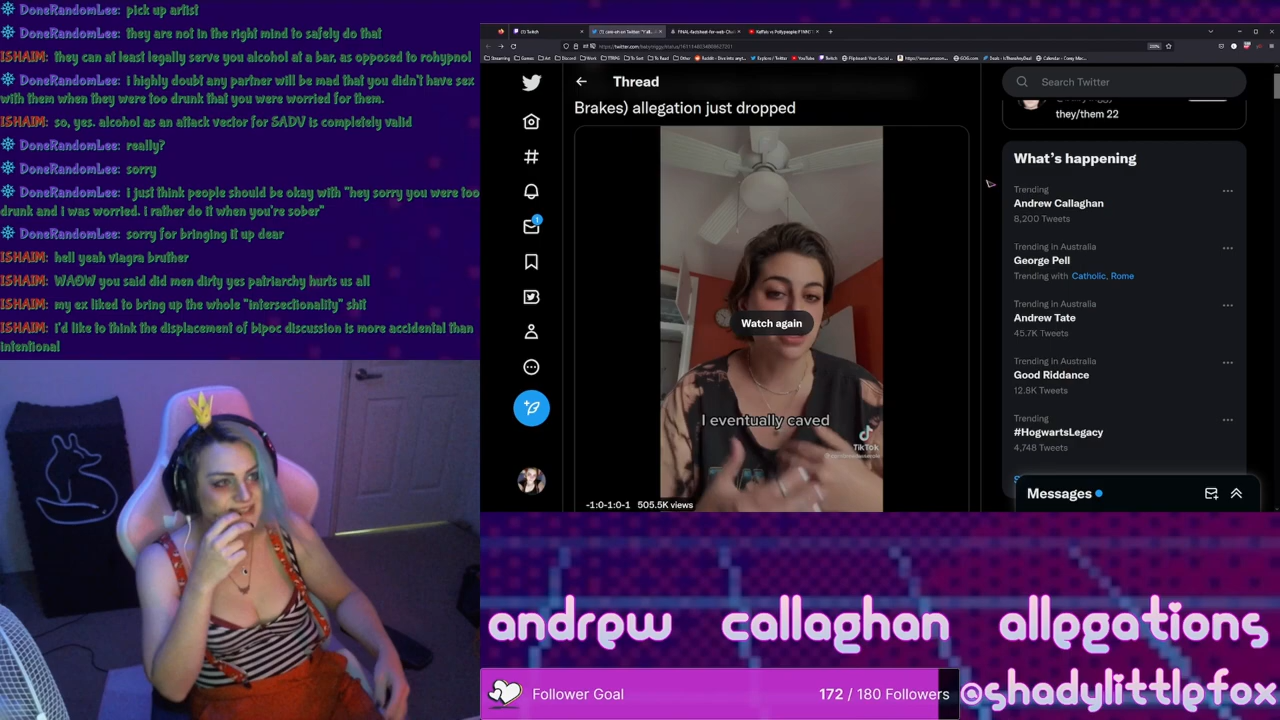 DoneRandomLee: pick up artist
DoneRandomLee: they are not in the right mind to safely do that
ISHAIM: they can at least legally serve you alcohol at a bar, as opposed to rohypnol
DoneRandomLee: i highly doubt any partner will be mad that you didn't have sex
with them when they were too drunk that you were worried for them.
ISHAIM: so, yes. alcohol as an attack vector for SADV is completely valid
DoneRandomLee: really?
DoneRandomLee: sorry
DoneRandomLee: i just think people should be okay with "hey sorry you were too
drunk and i was worried. i rather do it when you're sober"
DoneRandomLee: sorry for bringing it up dear
ISHAIM: hell yeah viagra bruther
ISHAIM: WAOW you said did men dirty yes patriarchy hurts us all
ISHAIM: my ex liked to bring up the whole "intersectionality" shit
ISHAIM: i'd like to think the displacement of bipoc discussion is more accidental than
intentional
Thread
Search Twitter
Brakes) allegation just dropped
they/them 22
What's happening
Trending
Andrew Callaghan
8,200 Tweets
Trending in Australia
George Pell
Trending with Catholic, Rome
Trending in Australia
Andrew Tate
45.7K Tweets
Trending in Australia
Good Riddance
12.8K Tweets
Trending
#HogwartsLegacy
4,748 Tweets
Messages
1
Watch again
I eventually caved
TikTok
-1:0-1:0-1 505.5K views
andrew callaghan allegations
Follower Goal 172 / 180 Followers
@shadylittlefox